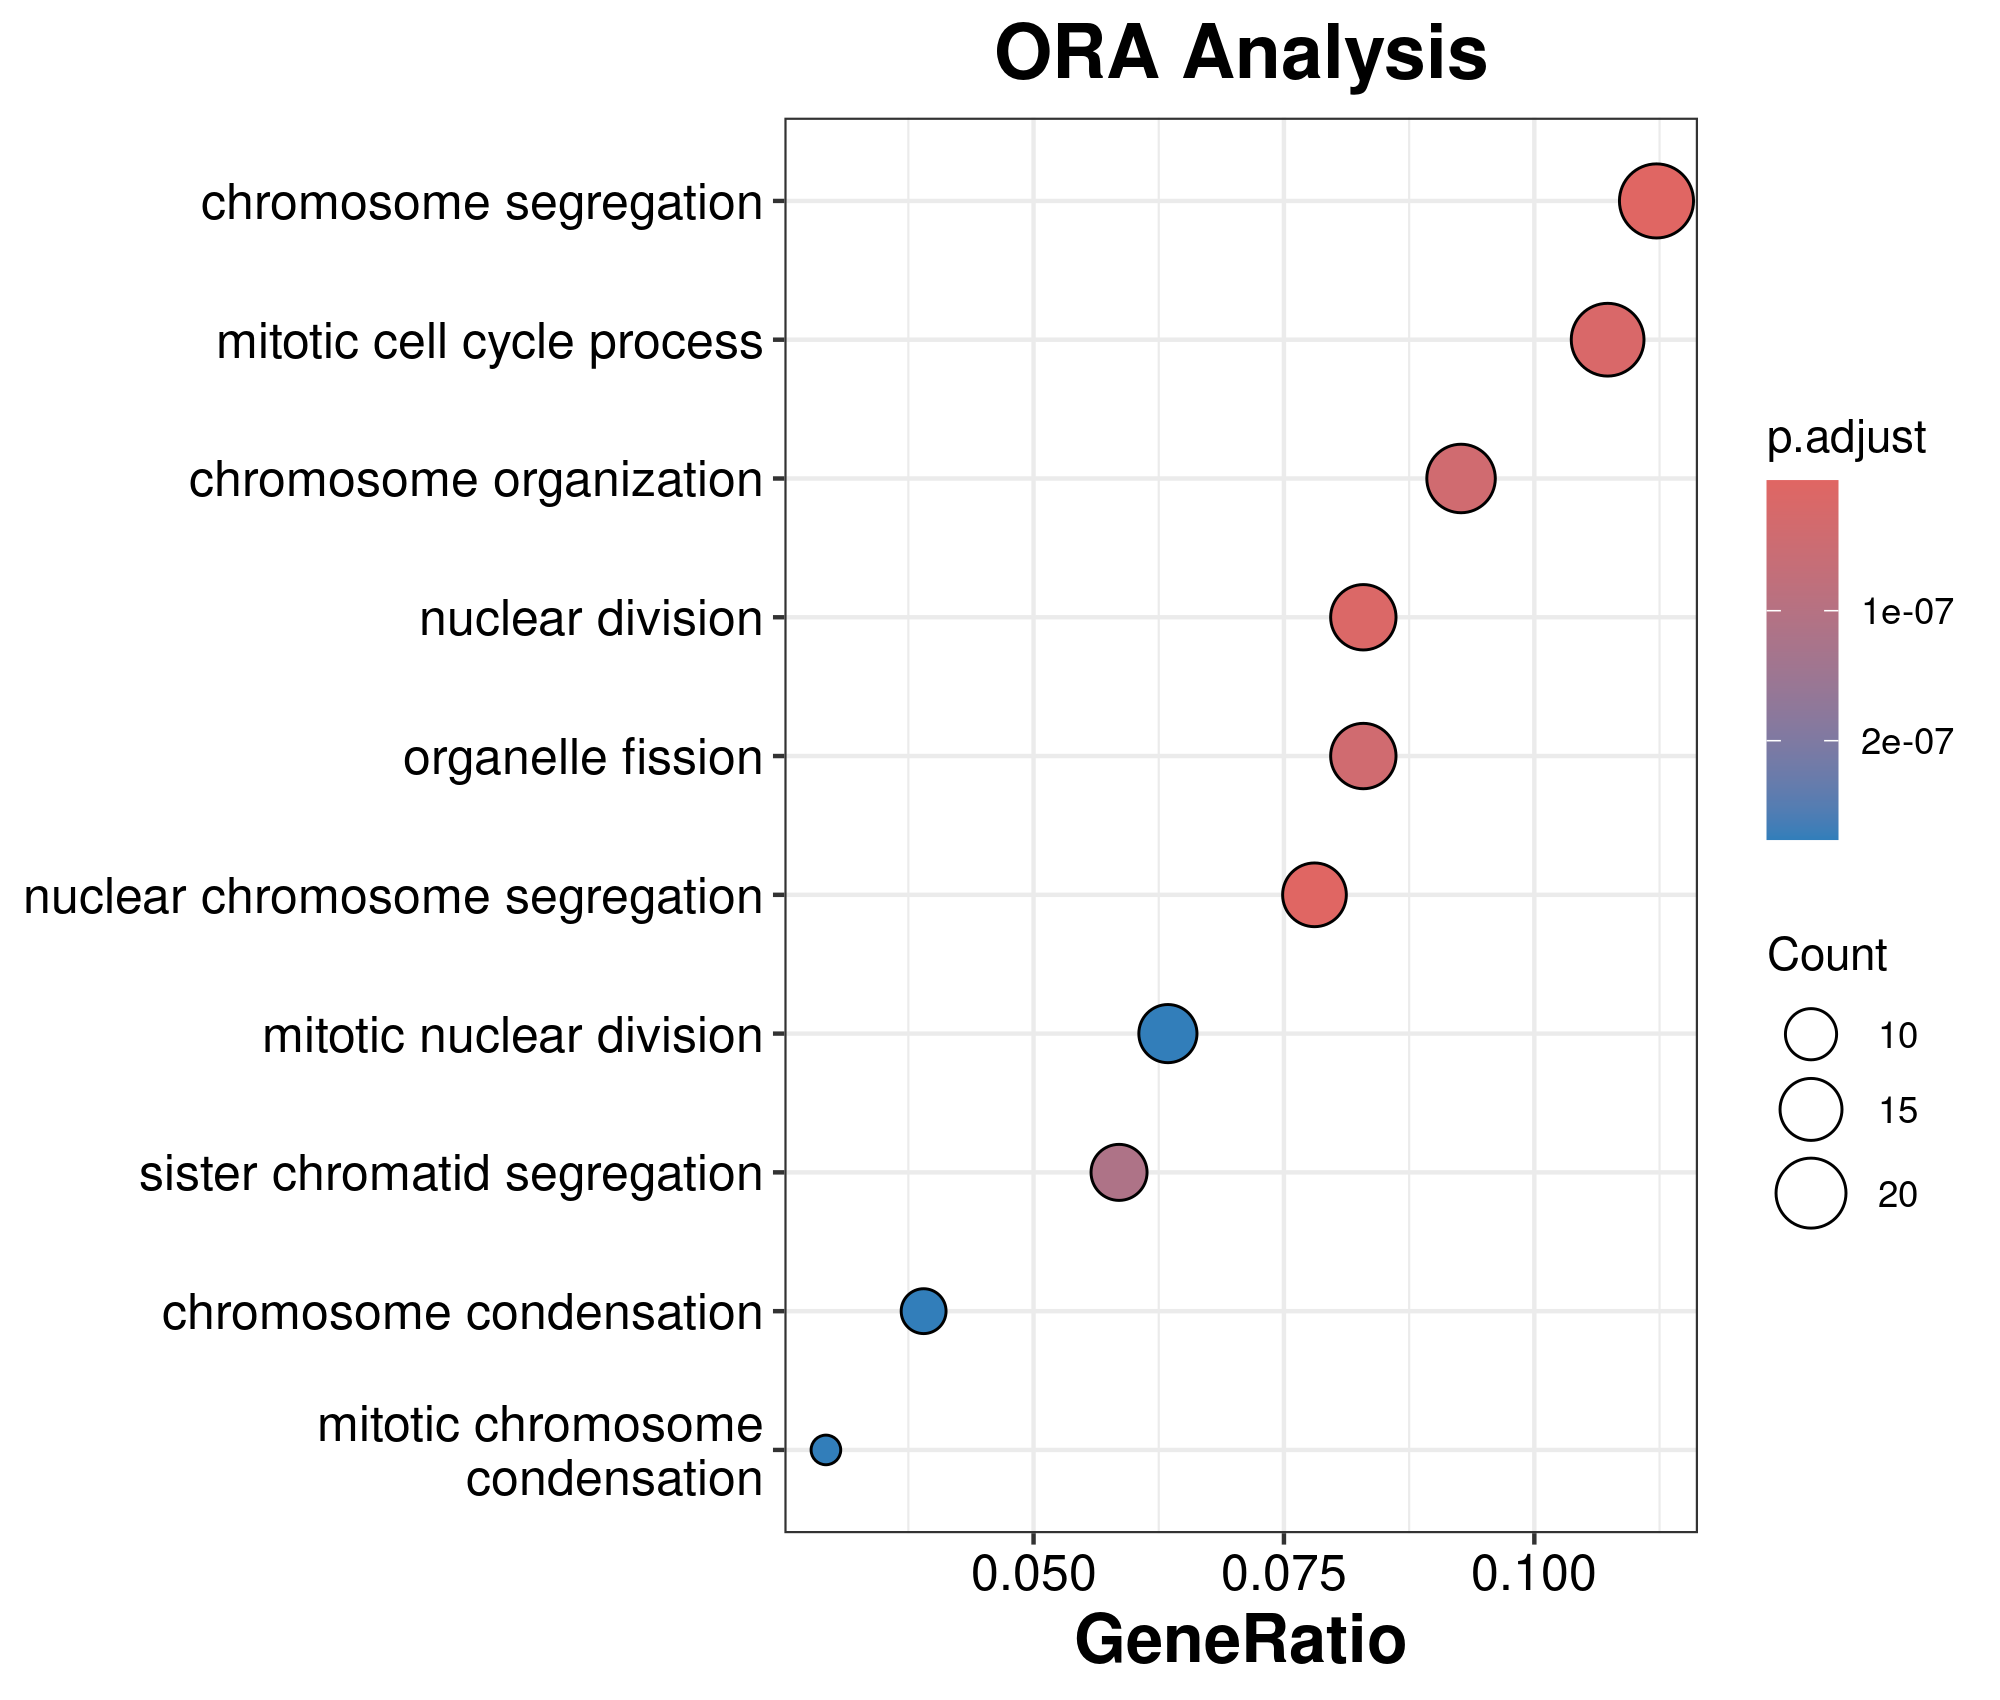 ORA Analysis
chromosome segregation
mitotic cell cycle process
chromosome organization
nuclear division
organelle fission
nuclear chromosome segregation
mitotic nuclear division
sister chromatid segregation
chromosome condensation
mitotic chromosome
condensation
0.050 0.075 0.100
GeneRatio
p.adjust
1e-07
2e-07
Count
10
15
20